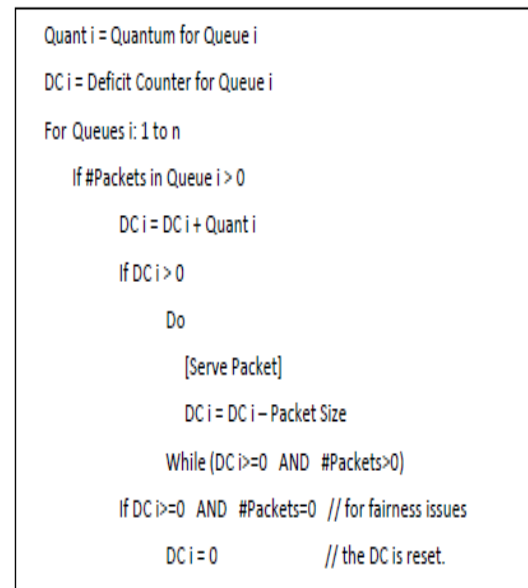 Quant i = Quantum for Queue i
DC i = Deficit Counter for Queue i
For Queues i: 1 to n
If #Packets in Queue i > 0
DC i = DC i + Quant i
If DC i > 0
Do
[Serve Packet]
DC i = DC i – Packet Size
While (DC i>=0 AND #Packets>0)
If DC i>=0 AND #Packets=0 // for fairness issues
DC i = 0 // the DC is reset.